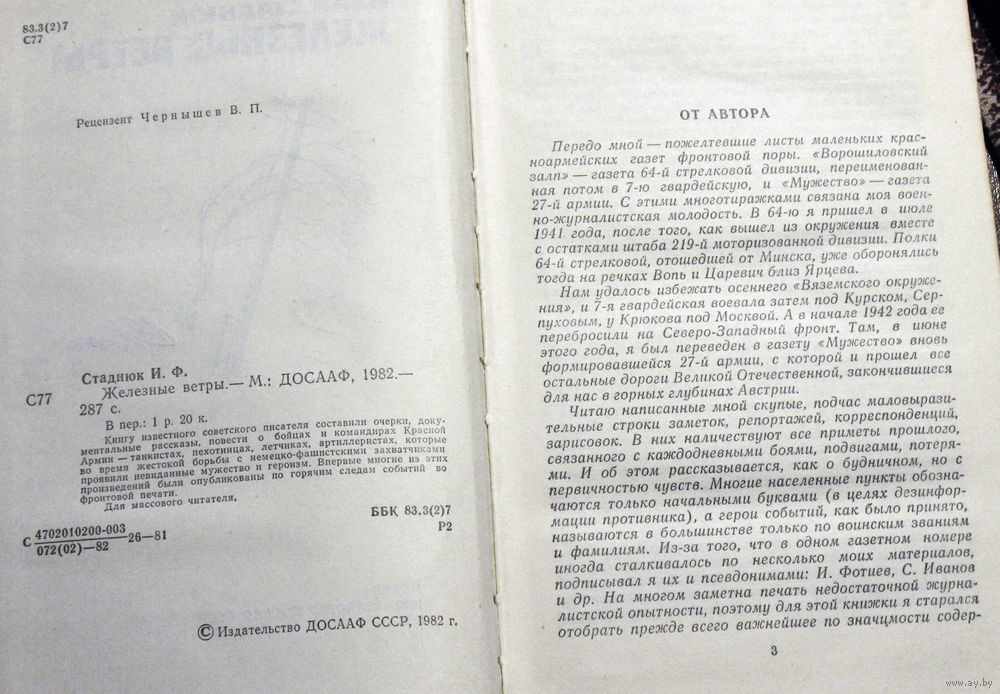 83.3(2)7
С77
Рецензент Чернышев В. П.
Стаднюк И. Ф.
С77
Железные ветры.— М.: ДОСААФ, 1982.—
287 с.
В пер.: 1 р. 20 к.
Книгу известного советского писателя составили очерки, доку-
ментальные рассказы, повести о бойцах и командирах Красной
Армии — танкистах, пехотинцах, летчиках, артиллеристах, которые
во время жестокой борьбы с немецко-фашистскими захватчиками
проявили невиданные мужество и героизм. Впервые многие из этих
произведений были опубликованы по горячим следам событий во
фронтовой печати.
Для массового читателя.
С 4702010200-003
072(02)—82 26—81
ББК 83.3(2)7
Р2
© Издательство ДОСААФ СССР, 1982 г.
ОТ АВТОРА
Передо мной — пожелтевшие листы маленьких крас-
ноармейских газет фронтовой поры. «Ворошиловский
залп» — газета 64-й стрелковой дивизии, переименован-
ная потом в 7-ю гвардейскую, и «Мужество» — газета
27-й армии. С этими многотиражками связана моя воен-
но-журналистская молодость. В 64-ю я пришел в июле
1941 года, после того, как вышел из окружения вместе
с остатками штаба 219-й моторизованной дивизии. Полки
64-й стрелковой, отошедшей от Минска, уже оборонялись
тогда на речках Вопь и Царевич близ Ярцева.
Нам удалось избежать осеннего «Вяземского окруже-
ния», и 7-я гвардейская воевала затем под Курском, Сер-
пуховым, у Крюкова под Москвой. А в начале 1942 года ее
перебросили на Северо-Западный фронт. Там, в июне
этого года, я был переведен в газету «Мужество» вновь
формировавшейся 27-й армии, с которой и прошел все
остальные дороги Великой Отечественной, закончившиеся
для нас в горных глубинах Австрии.
Читаю написанные мной скупые, подчас маловырази-
тельные строки заметок, репортажей, корреспонденций,
зарисовок. В них наличествуют все приметы прошлого,
связанного с каждодневными боями, подвигами, потеря-
ми. И об этом рассказывается, как о будничном, но с
первичностью чувств. Многие населенные пункты обозна-
чаются только начальными буквами (в целях дезинфор-
мации противника), а герои событий, как было принято,
называются в большинстве только по воинским званиям
и фамилиям. Из-за того, что в одном газетном номере
иногда сталкивалось по несколько моих материалов,
подписывал я их и псевдонимами: И. Фотиев, С. Иванов
и др. На многом заметна печать недостаточной журна-
листской опытности, поэтому для этой книжки я старался
отобрать прежде всего важнейшее по значцмости содер-
3
www.ay.by